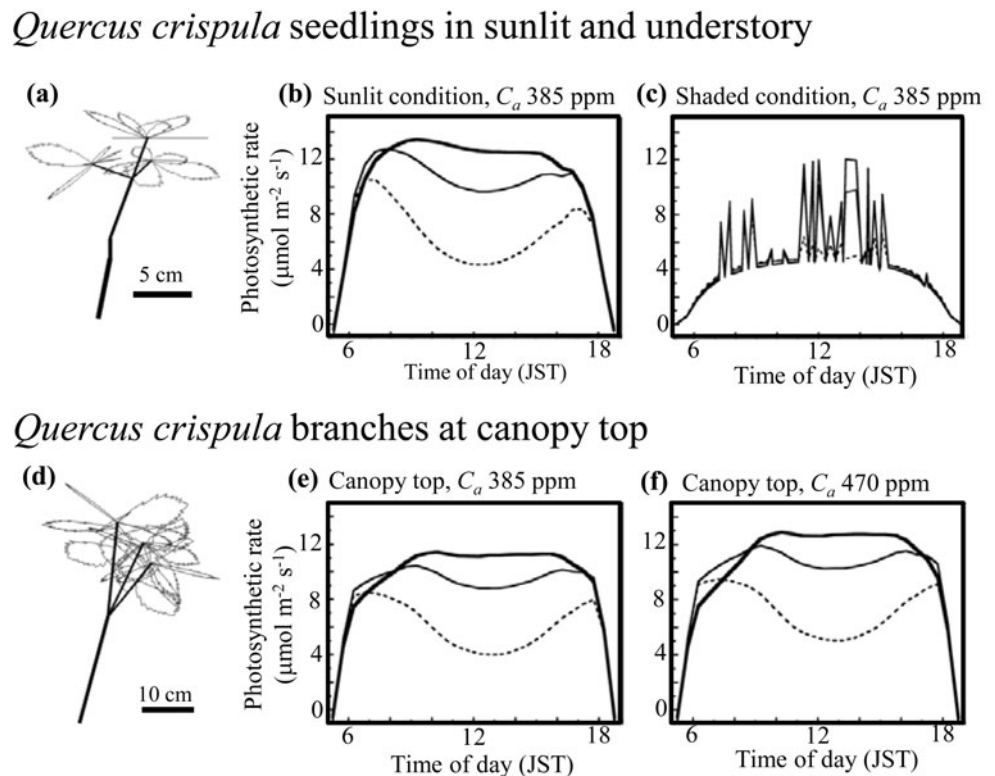 Quercus crispula seedlings in sunlit and understory
(a)
5 cm
(b) Sunlit condition, Ca 385 ppm
Photosynthetic rate
(μmol m-2 s-1)
12
8
4
0
6 12 18
Time of day (JST)
(c) Shaded condition, Ca 385 ppm
12
8
4
0
6 12 18
Time of day (JST)
Quercus crispula branches at canopy top
(d)
10 cm
(e) Canopy top, Ca 385 ppm
Photosynthetic rate
(μmol m-2 s-1)
12
8
4
0
6 12 18
Time of day (JST)
(f) Canopy top, Ca 470 ppm
12
8
4
0
6 12 18
Time of day (JST)